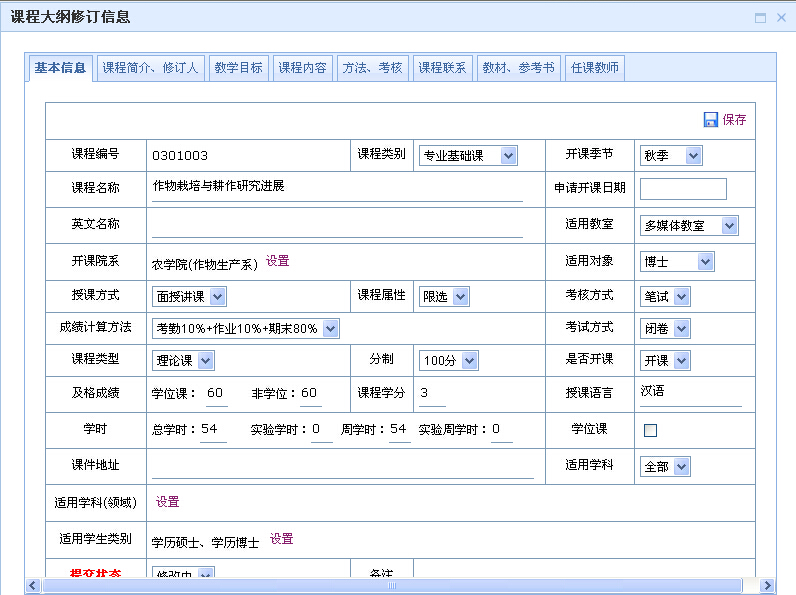 课程大纲修订信息
基本信息 课程简介、修订人 教学目标 课程内容 方法、考核 课程联系 教材、参考书 任课教师
保存
课程编号 0301003 课程类别 专业基础课 开课季节 秋季
课程名称 作物栽培与耕作研究进展 申请开课日期
英文名称 适用教室 多媒体教室
开课院系 农学院(作物生产系) 设置 适用对象 博士
授课方式 面授讲课 课程属性 限选 考核方式 笔试
成绩计算方法 考勤10%+作业10%+期末80% 考试方式 闭卷
课程类型 理论课 分制 100分 是否开课 开课
及格成绩 学位课： 60 非学位：60 课程学分 3 授课语言 汉语
学时 总学时：54 实验学时：0 周学时：54 实验周学时：0 学位课
课件地址 适用学科 全部
适用学科(领域) 设置
适用学生类别 学历硕士、学历博士 设置
提交状态 修改中 备注